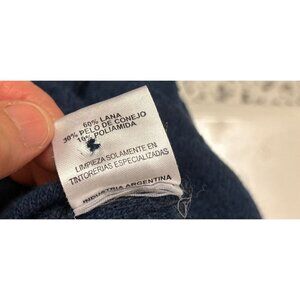 60% LANA
30% PELO DE CONEJO
10% POLIAMIDA
LIMPIEZA SOLAMENTE EN
TINTORERIAS ESPECIALIZADAS
INDUSTRIA ARGENTINA